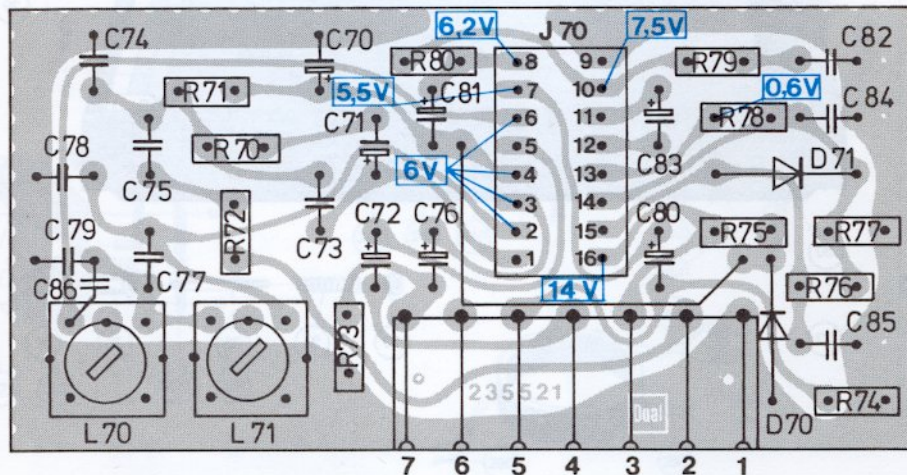 C74 C70 6,2V J70 7,5V C82
R80 8 9 R79
R71 5,5V C81 7 10 0,6V
C71 6 11 R78 C84
C78 R70 5 12 C83
6V 4 13 D71
C75 3 14
R72 C73 C72 C76 2 15 C80 R75 R77
C79 1 16
C86 C77 14V R76
R73 C85
235521
Dual R74
L70 L71 D70
7 6 5 4 3 2 1